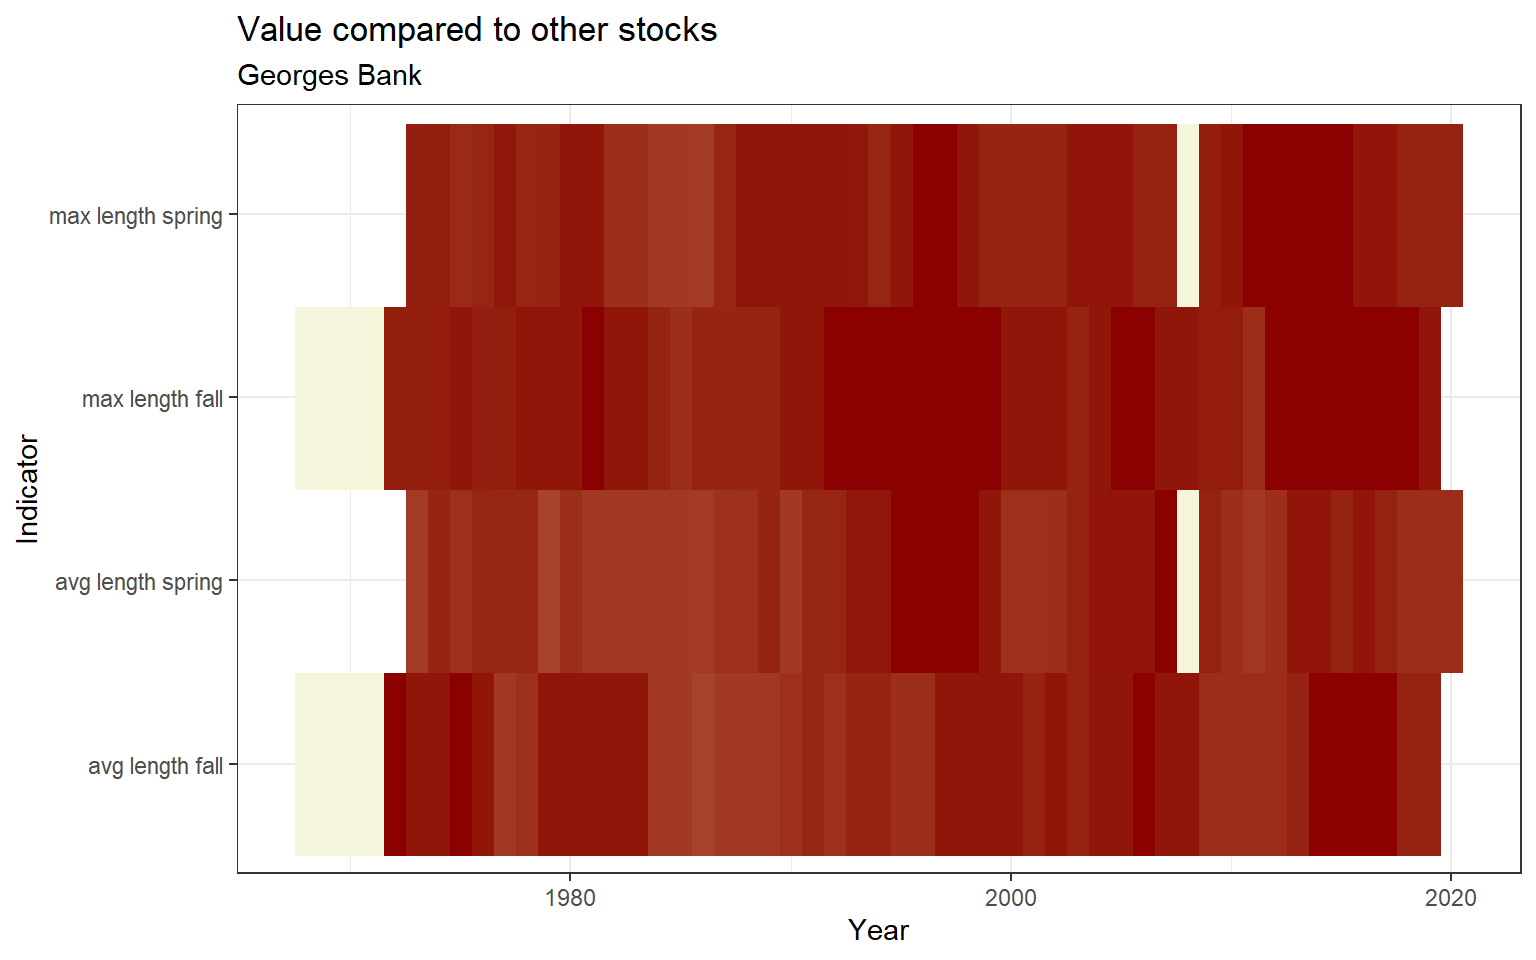 Value compared to other stocks
Georges Bank
Indicator
max length spring
max length fall
avg length spring
avg length fall
1980
2000
2020
Year